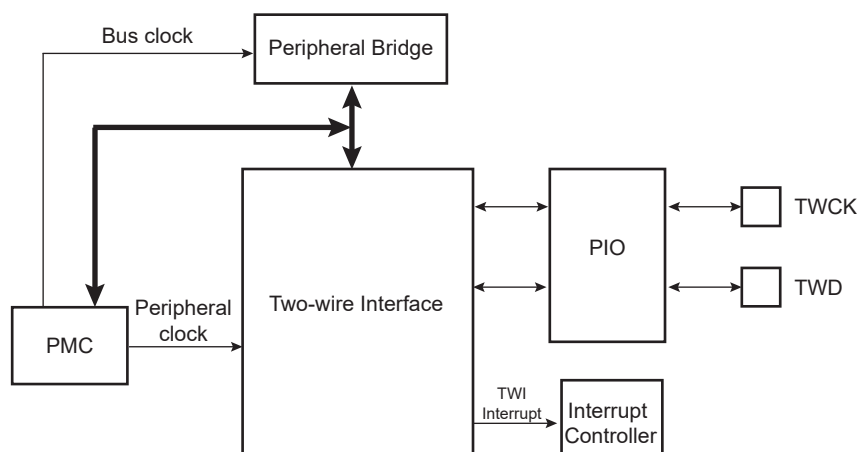 Bus clock
Peripheral Bridge
TWCK
PIO
TWD
Two-wire Interface
Peripheral
clock
PMC
TWI
Interrupt
Interrupt
Controller